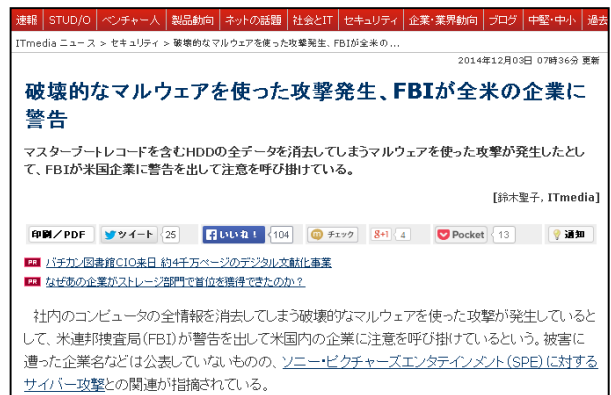 速報 STUD/O ベンチャー人 製品動向 ネットの話題 社会とIT セキュリティ 企業・業界動向 ブログ 中堅・中小 過去
ITmedia ニュース > セキュリティ > 破壊的なマルウェアを使った攻撃発生、FBIが全米の...
2014年12月03日 07時36分 更新
破壊的なマルウェアを使った攻撃発生、FBIが全米の企業に
警告
マスターブートレコードを含むHDDの全データを消去してしまうマルウェアを使った攻撃が発生したとし
て、FBIが米国企業に警告を出して注意を呼び掛けている。
[鈴木聖子, ITmedia]
印刷/PDF ツイート 25 いいね! 104 チェック g+1 4 Pocket 13 通知
PR バチカン図書館CIO来日 約4千万ページのデジタル文献化事業
PR なぜあの企業がストレージ部門で首位を獲得できたのか?
社内のコンピュータの全情報を消去してしまう破壊的なマルウェアを使った攻撃が発生していると
して、米連邦捜査局(FBI)が警告を出して米国内の企業に注意を呼び掛けているという。被害に
遭った企業名などは公表していないものの、ソニー・ピクチャーズエンタテインメント(SPE)に対する
サイバー攻撃との関連が指摘されている。